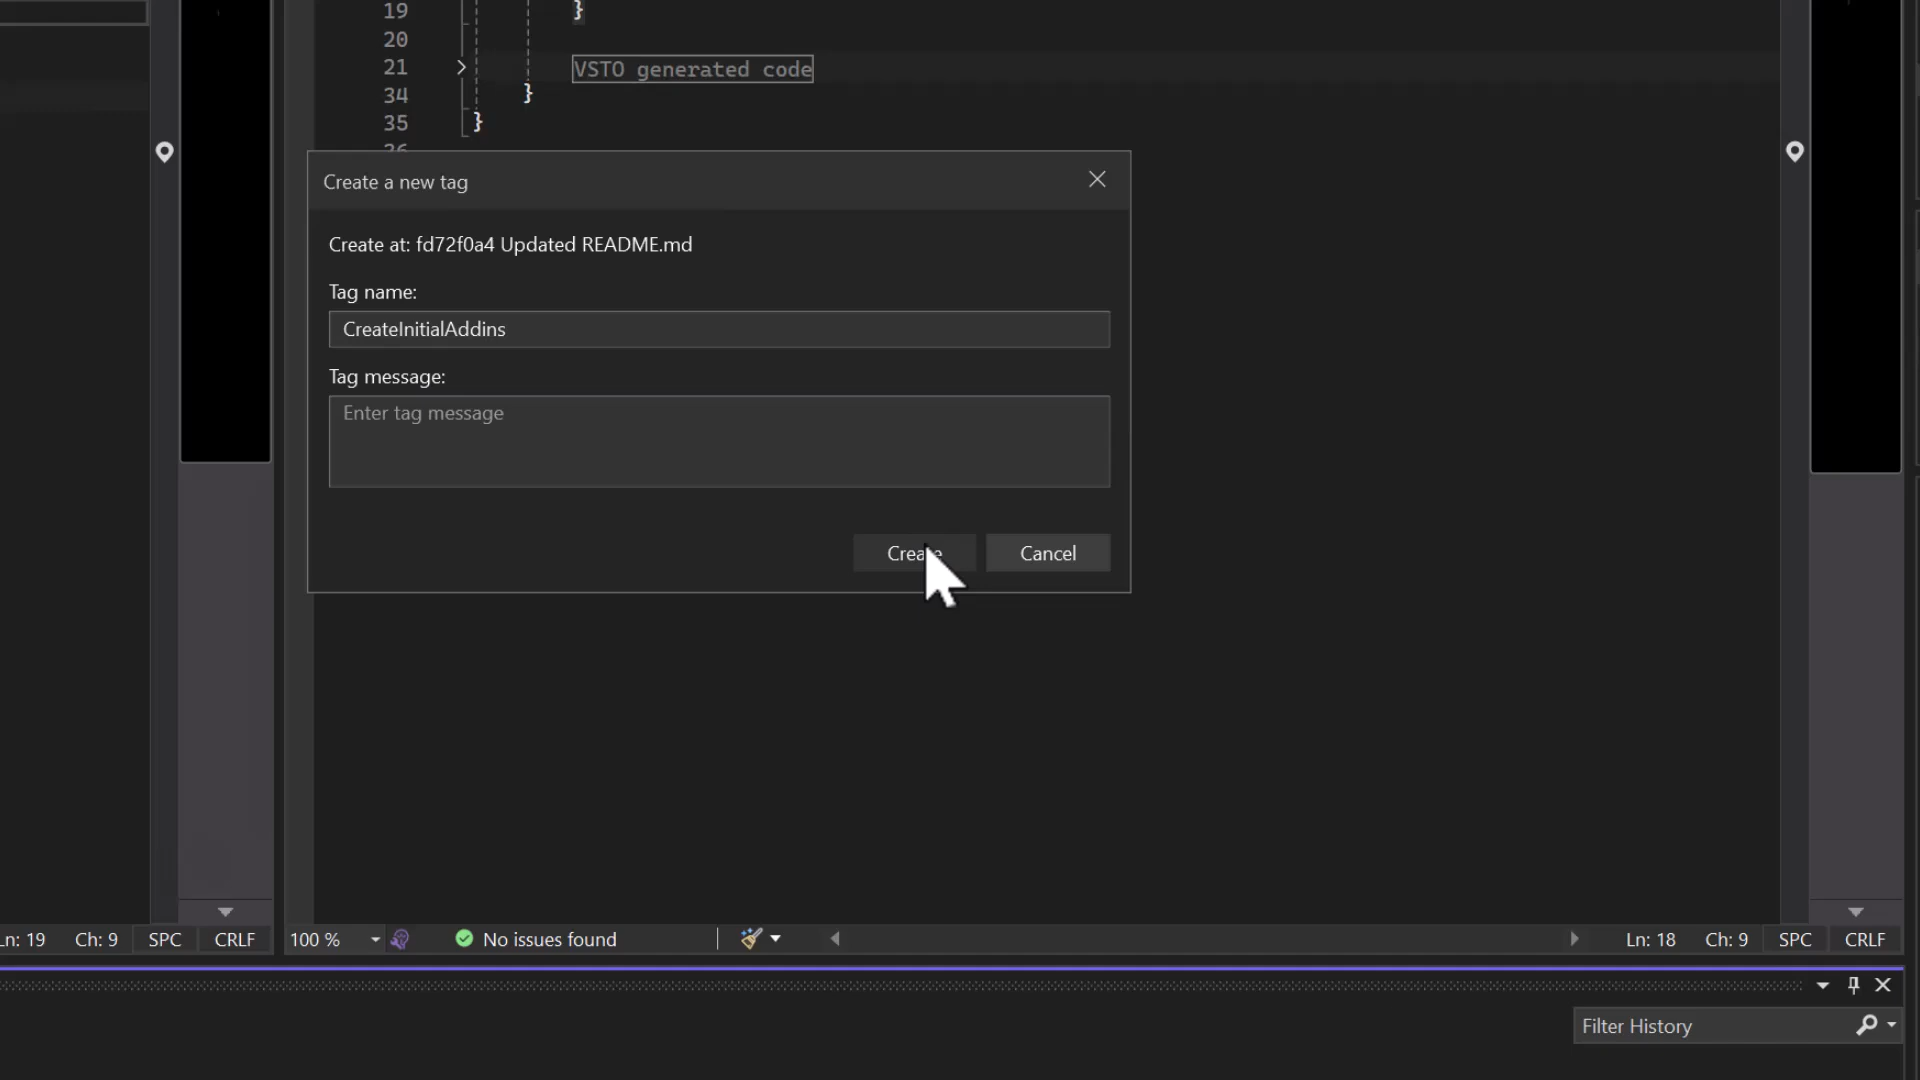 19 }
20
21 > VSTO generated code
34 }
35 }
Create a new tag
Create at: fd72f0a4 Updated README.md
Tag name:
CreateInitialAddins
Tag message:
Enter tag message
Create Cancel
Ln: 19 Ch: 9 SPC CRLF 100 % No issues found Ln: 18 Ch: 9 SPC CRLF
Filter History